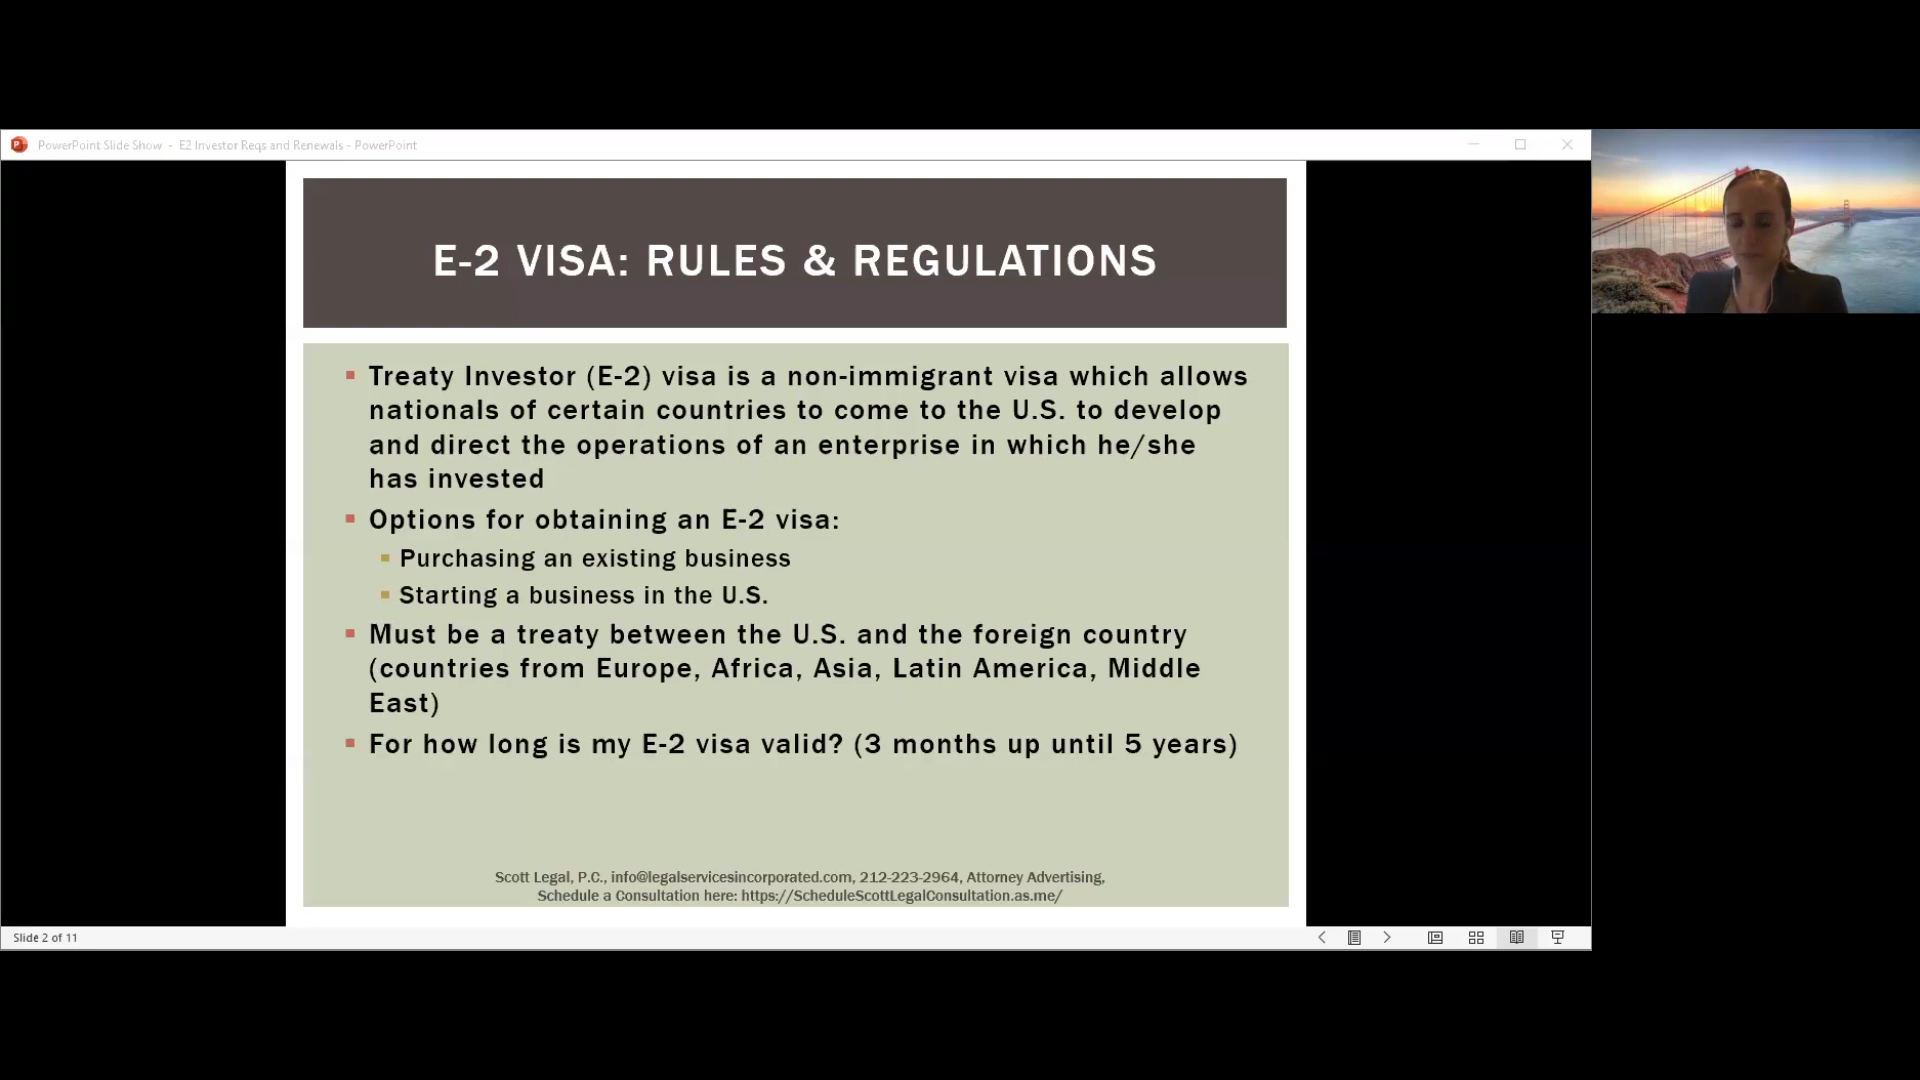 PowerPoint Slide Show - E2 Investor Reqs and Renewals - PowerPoint
E-2 VISA: RULES & REGULATIONS
Treaty Investor (E-2) visa is a non-immigrant visa which allows
nationals of certain countries to come to the U.S. to develop
and direct the operations of an enterprise in which he/she
has invested
Options for obtaining an E-2 visa:
Purchasing an existing business
Starting a business in the U.S.
Must be a treaty between the U.S. and the foreign country
(countries from Europe, Africa, Asia, Latin America, Middle
East)
For how long is my E-2 visa valid? (3 months up until 5 years)
Scott Legal, P.C., info@legalservicesincorporated.com, 212-223-2964, Attorney Advertising,
Schedule a Consultation here: https://ScheduleScottLegalConsultation.as.me/
Slide 2 of 11